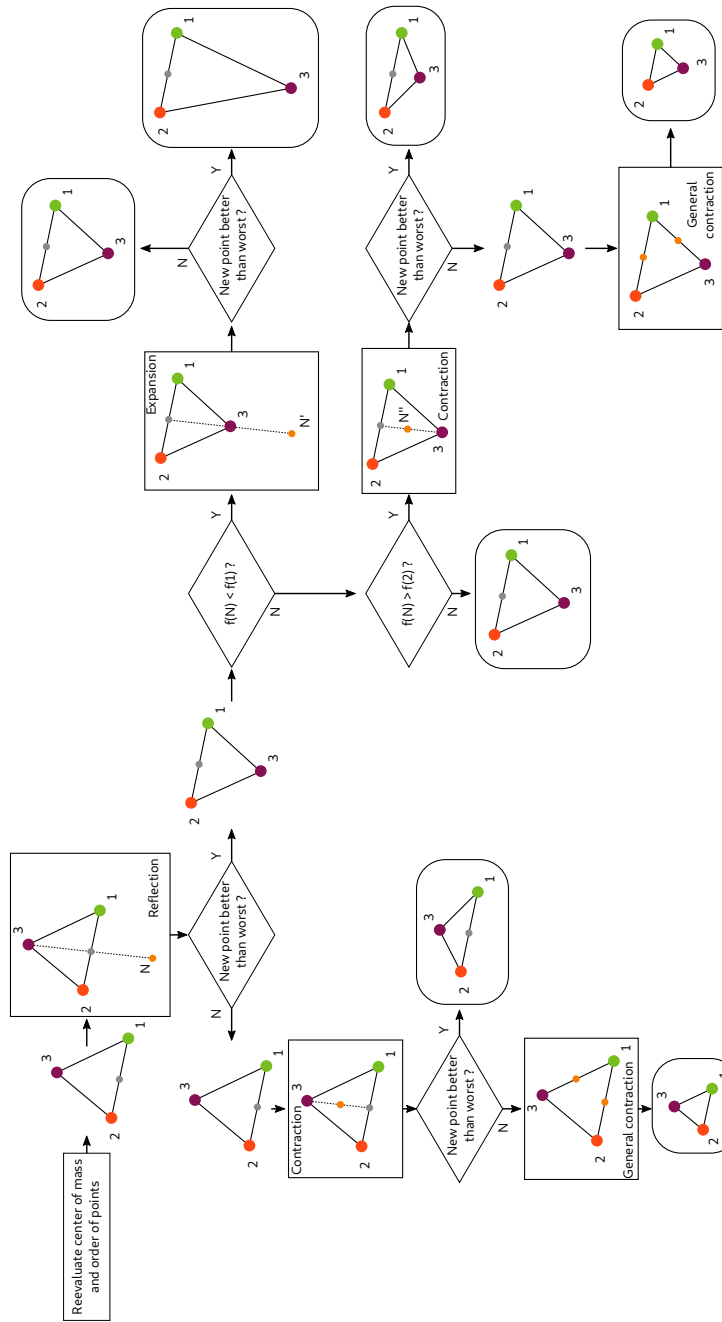 Reevaluate center of mass
and order of points
3
2
1
3
2
1
N
Reflection
New point better
than worst ?
N
Y
3
2
1
3
2
1
Contraction
New point better
than worst ?
Y
N
3
2
1
3
2
1
General contraction
3
2
1
2
1
3
f(N) < f(1) ?
Y
N
Expansion
2
1
3
N'
New point better
than worst ?
N
Y
2
1
3
2
1
3
f(N) > f(2) ?
Y
N
2
1
3
2
1
N''
3
Contraction
New point better
than worst ?
Y
N
2
1
3
2
1
3
2
1
3
General
contraction
2
1
3